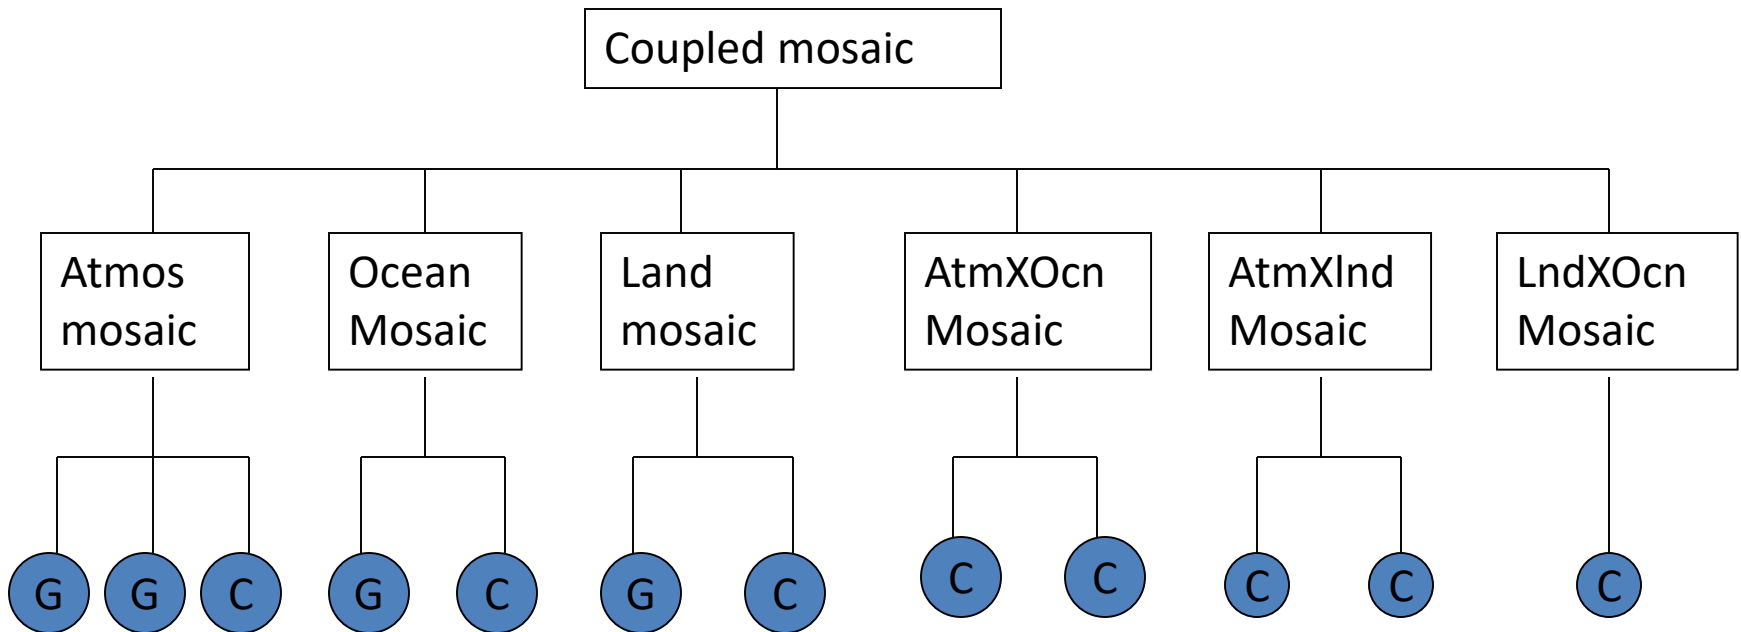 Coupled mosaic
Atmos
mosaic
Ocean
Mosaic
Land
mosaic
AtmXOcn
Mosaic
AtmXlnd
Mosaic
LndXOcn
Mosaic
G
G
C
G
C
G
C
C
C
C
C
C